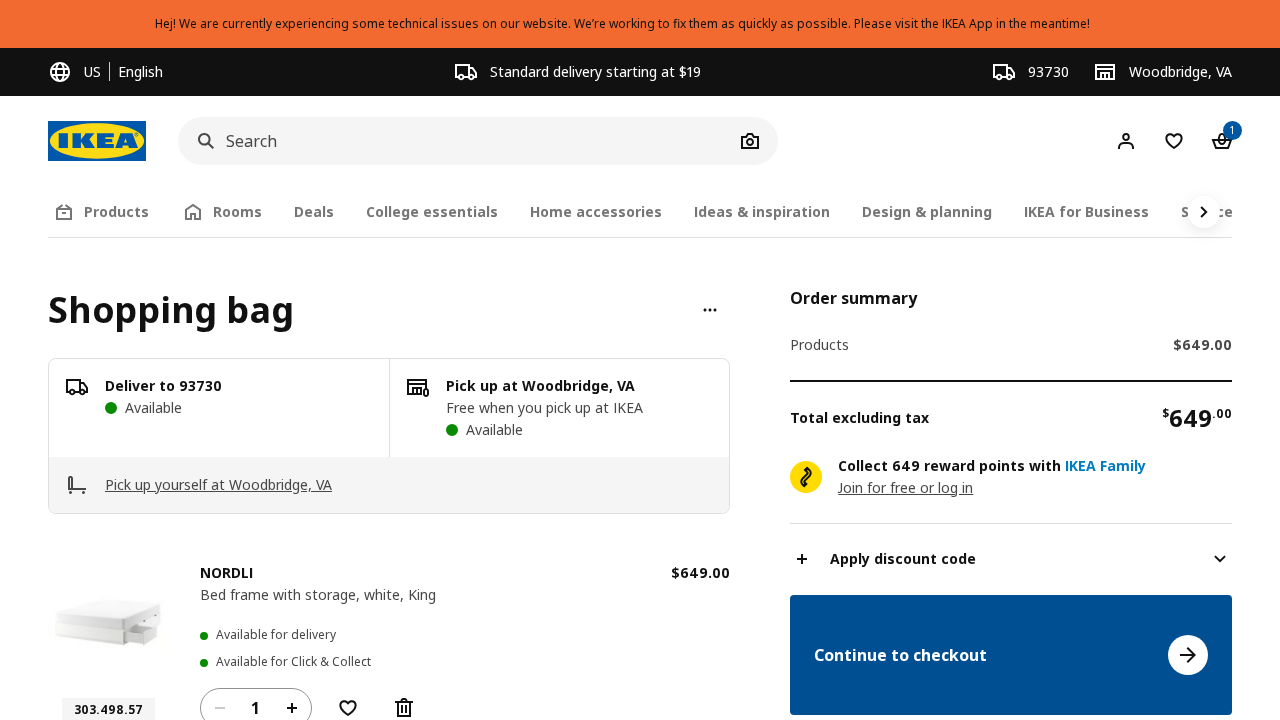 Hej! We are currently experiencing some technical issues on our website. We’re working to fix them as quickly as possible. Please visit the IKEA App in the meantime!
US English
Standard delivery starting at $19
93730
Woodbridge, VA
IKEA
Search
1
Products
Rooms
Deals
College essentials
Home accessories
Ideas & inspiration
Design & planning
IKEA for Business
Shopping bag
Deliver to 93730
Available
Pick up at Woodbridge, VA
Free when you pick up at IKEA
Available
Pick up yourself at Woodbridge, VA
NORDLI
$649.00
Bed frame with storage, white, King
Available for delivery
Available for Click & Collect
303.498.57
1
Order summary
Products $649.00
Total excluding tax $649.00
Collect 649 reward points with IKEA Family
Join for free or log in
Apply discount code
Continue to checkout